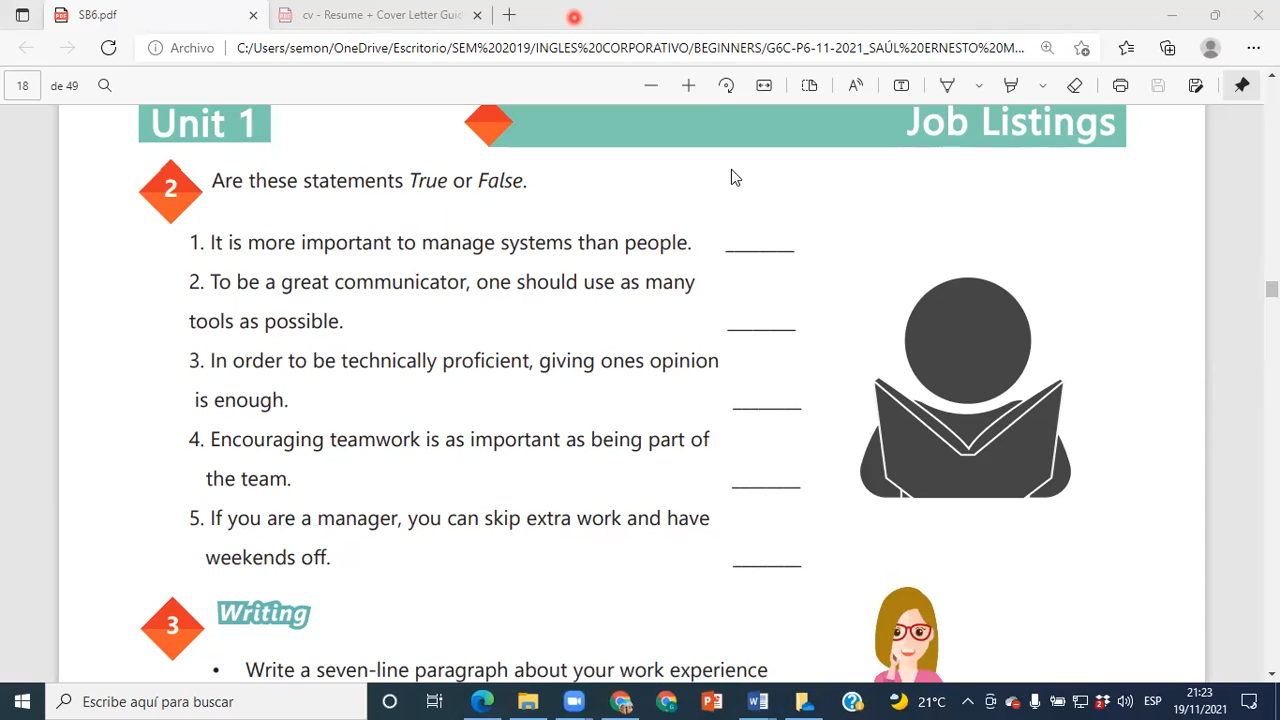 SB6.pdf
cv - Resume + Cover Letter Guid
Archivo
C:/Users/semon/OneDrive/Escritorio/SEM%202019/INGLES%20CORPORATIVO/BEGINNERS/G6C-P6-11-2021_SAÚL%20ERNESTO%20M...
18 de 49
Unit 1
Job Listings
2 Are these statements True or False.
1. It is more important to manage systems than people. _______
2. To be a great communicator, one should use as many
tools as possible. _______
3. In order to be technically proficient, giving ones opinion
is enough. _______
4. Encouraging teamwork is as important as being part of
the team. _______
5. If you are a manager, you can skip extra work and have
weekends off. _______
3 Writing
• Write a seven-line paragraph about your work experience
Escribe aquí para buscar
21°C
ESP
21:23
19/11/2021